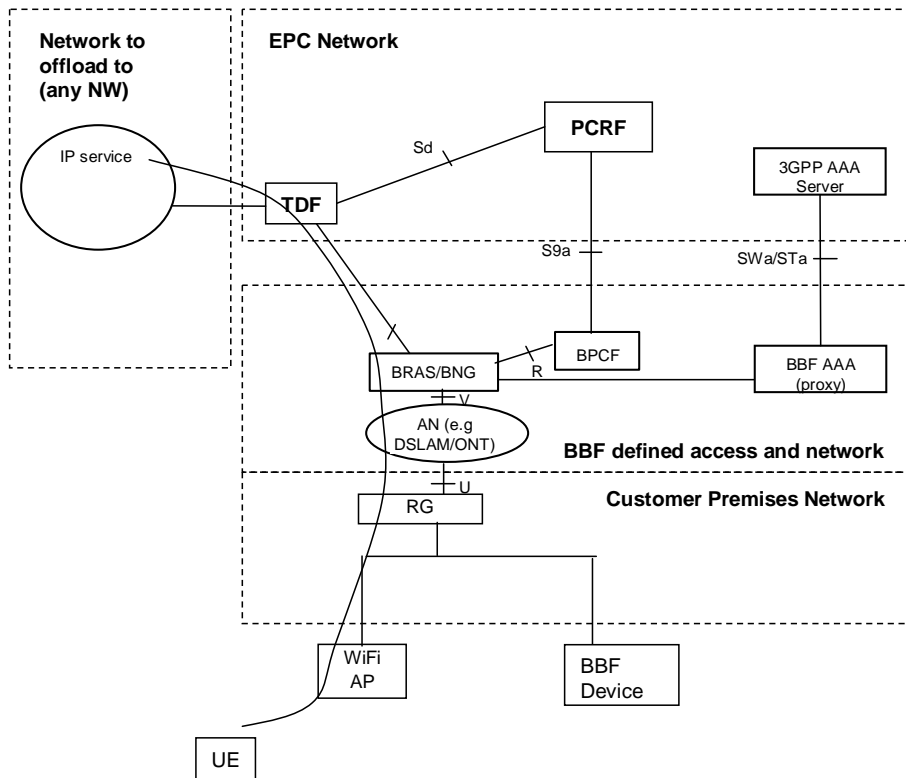 Network to
offload to
(any NW)
EPC Network
IP service
TDF
Sd
PCRF
3GPP AAA
Server
S9a
SWa/STa
BRAS/BNG
R
BPCF
BBF AAA
(proxy)
V
AN (e.g
DSLAM/ONT)
BBF defined access and network
U
RG
Customer Premises Network
WiFi
AP
BBF
Device
UE